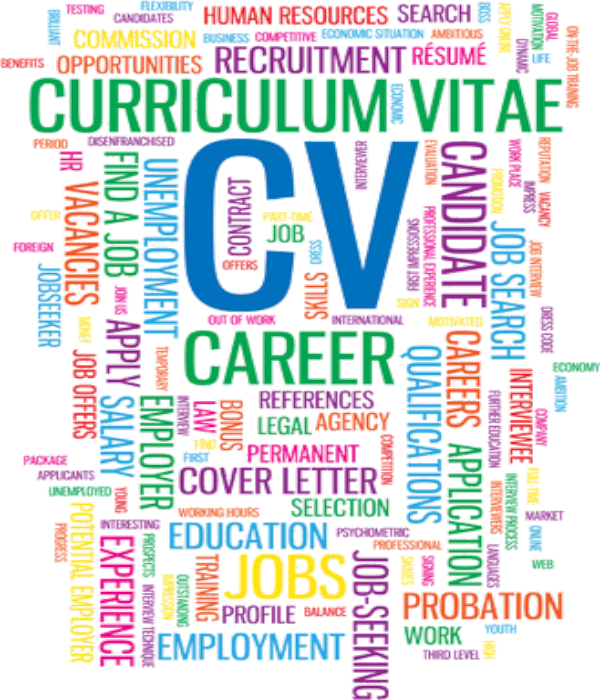 TESTING
FLEXIBILITY
BRILLIANT
CANDIDATES
HUMAN RESOURCES
SEARCH
BOSS
APPLY ONLINE
MOTIVATION
GLOBAL
DYNAMIC
LIFE
ON THE JOB TRAINING
COMMISSION
BUSINESS
COMPETITIVE
ECONOMIC SITUATION
AMBITIOUS
BENEFITS
OPPORTUNITIES
RECRUITMENT
RÉSUMÉ
CURRICULUM VITAE
ECONOMIC
PERIOD
DISENFRANCHISED
CV
HR
FIND A JOB
UNEMPLOYMENT
VACANCIES
OFFER
FOREIGN
JOBSEEKER
CONTRACT
INTERVIEWER
PART-TIME
JOB
OFFERS
DRESS
SKILLS
OUT OF WORK
INTERNATIONAL
EVALUATION
CANDIDATE
PROFESSIONAL EXPERIENCE
FIRST IMPRESSIONS
SIGN
MOTIVATED
WORK PLACE
PROMOTION
IMPRESS
REPUTATION
VACANCY
JOB SEARCH
JOB INTERVIEW
DRESS CODE
ECONOMY
AMBITION
JOIN US
MONEY
APPLY
JOB OFFERS
TEMPORARY
CAREER
CAREERS
QUALIFICATIONS
INTERVIEWEE
FURTHER EDUCATION
COMPANY
SALARY
EMPLOYER
INTERVIEW
LAW
BONUS
FIND
FIRST
REFERENCES
LEGAL
AGENCY
PERMANENT
COMPETITION
COVER LETTER
SELECTION
PACKAGE
APPLICANTS
UNEMPLOYED
YOUNG
WORKING HOURS
INTERESTING
EDUCATION
PSYCHOMETRIC
PROFESSIONAL
APPLICATION
INTERVIEWERS
INTERVIEW PROCESS
FULL-TIME
MARKET
ONLINE
WEB
LANGUAGES
PROGRESS
POTENTIAL EMPLOYER
EXPERIENCE
PROSPECTS
INTERVIEW TECHNIQUE
IMPRESSION
OUTSTANDING
TRAINING
JOBS
JOB-SEEKING
SIGNING
PROFILE
BALANCE
EMPLOYMENT
PROBATION
WORK
YOUTH
THIRD LEVEL
HIGH